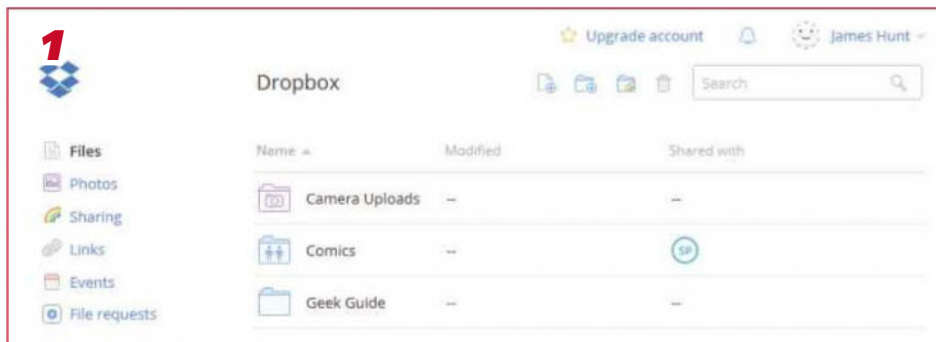 1
Upgrade account James Hunt
Dropbox Search
Files
Photos
Sharing
Links
Events
File requests
Name Modified Shared with
Camera Uploads -- --
Comics -- SP
Geek Guide -- --